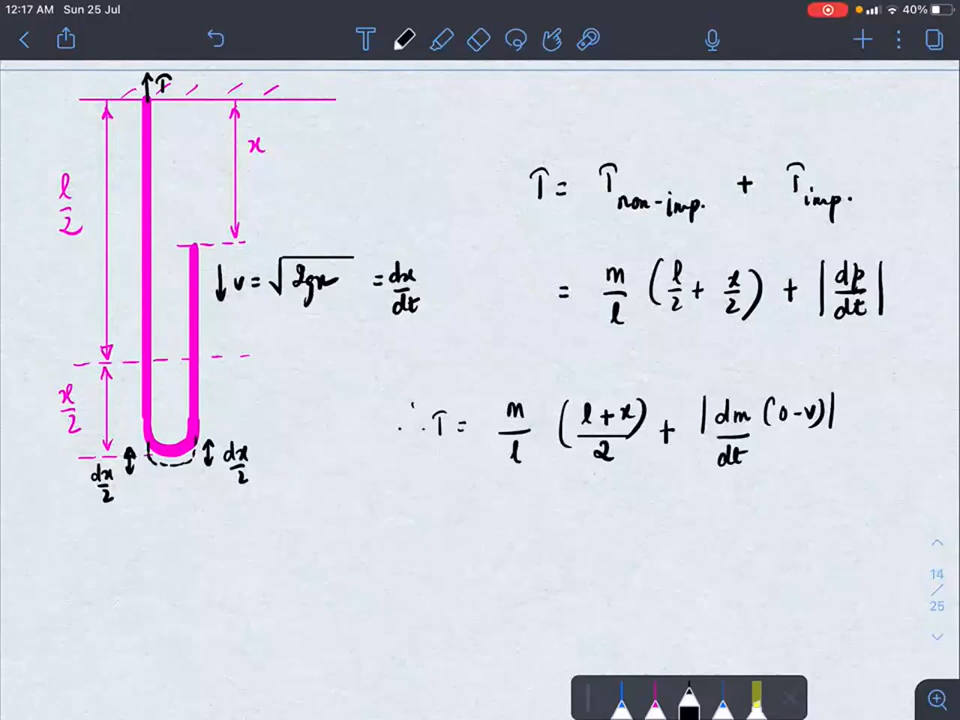 12:17 AM Sun 25 Jul
40%
T
T
x
l/2
T = T non-imp. + T imp.
↓ v = √2gx = dx/dt
= m/l (l/2 + x/2) + |dp/dt|
x/2
∴ T = m/l (l + x)/2 + |dm/dt (0 - v)|
dx/2
dx/2
14
/
25